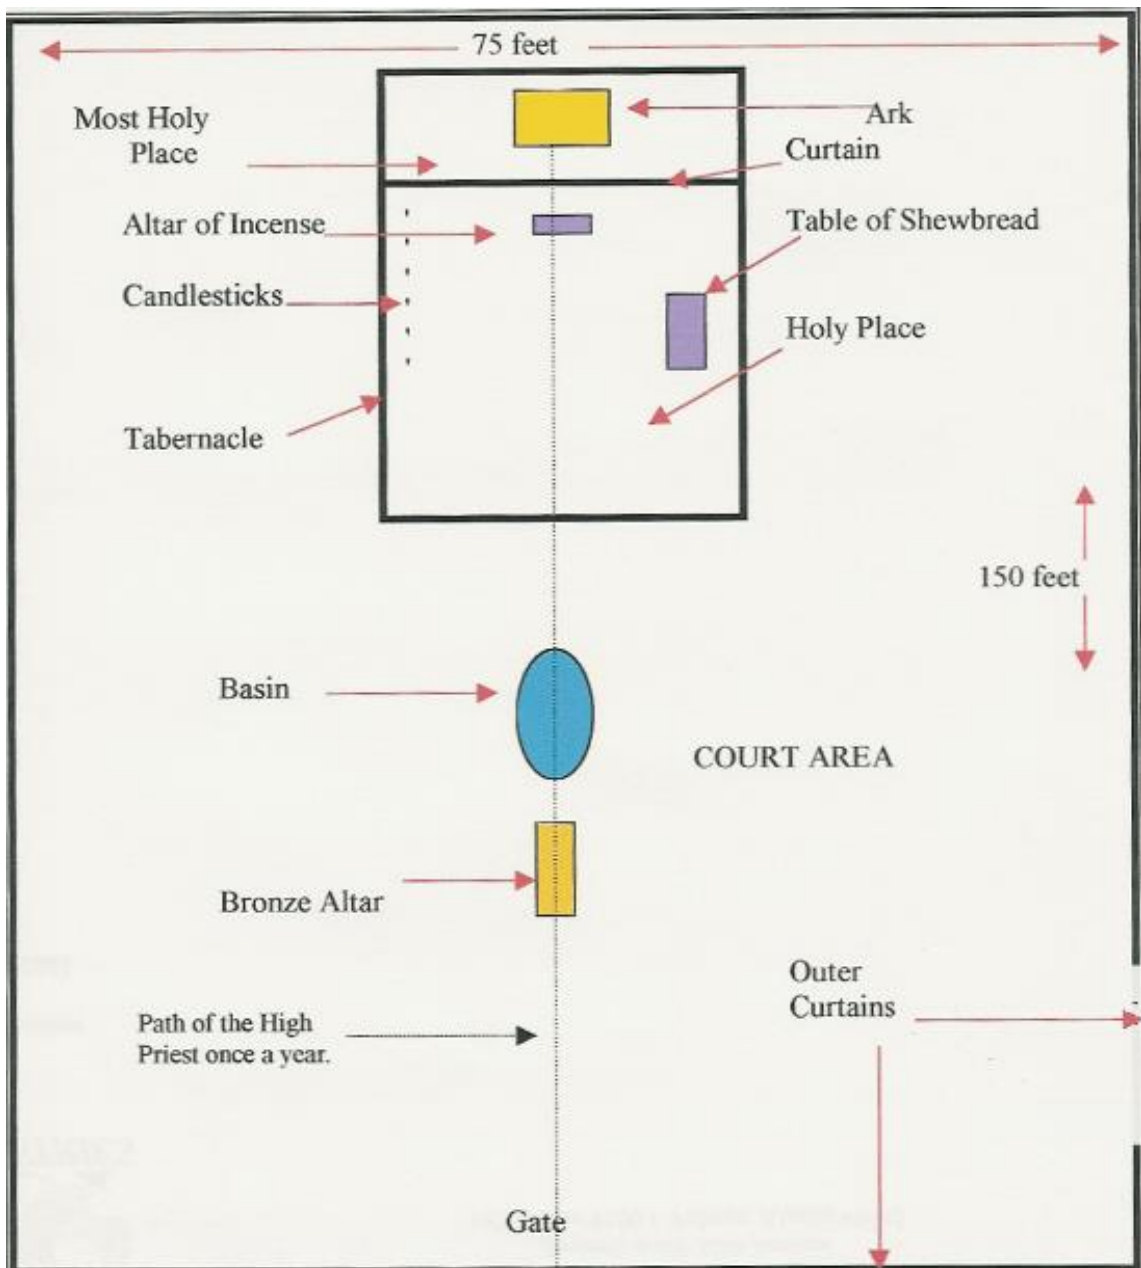 75 feet
Most Holy
Place
Ark
Curtain
Altar of Incense
Table of Shewbread
Candlesticks
Holy Place
Tabernacle
150 feet
Basin
COURT AREA
Bronze Altar
Outer
Curtains
Path of the High
Priest once a year.
Gate